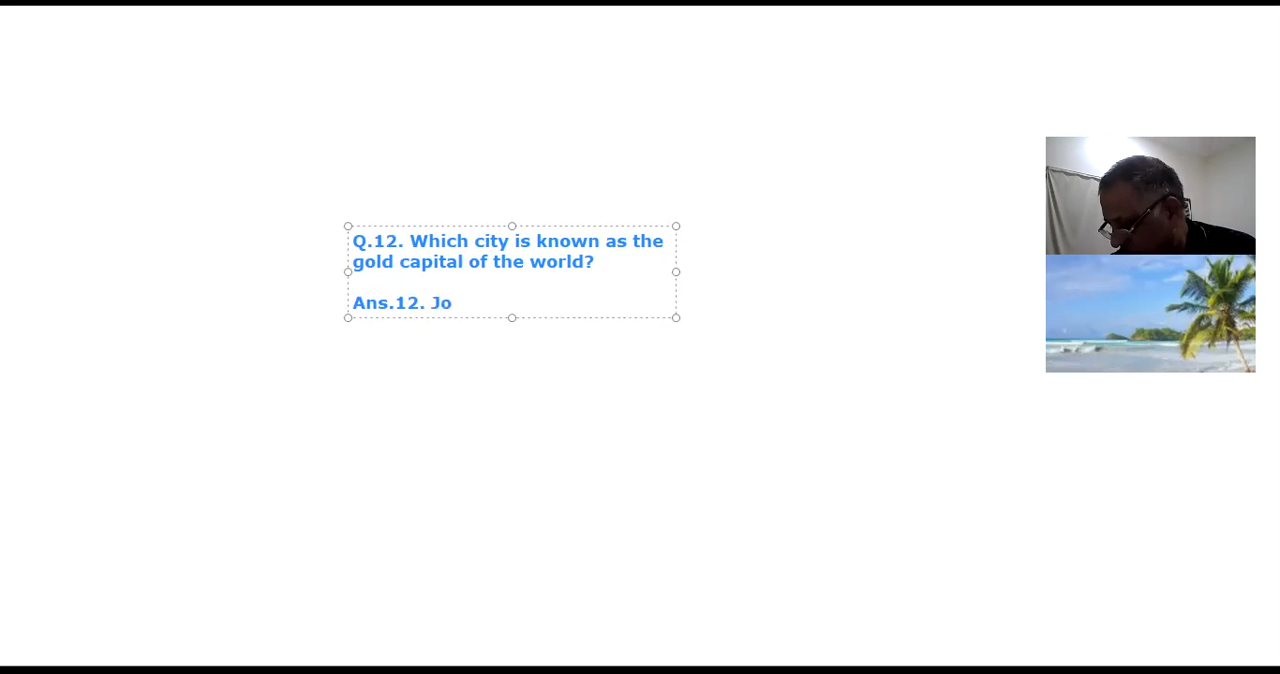 Q.12. Which city is known as the
gold capital of the world?
Ans.12. Jo